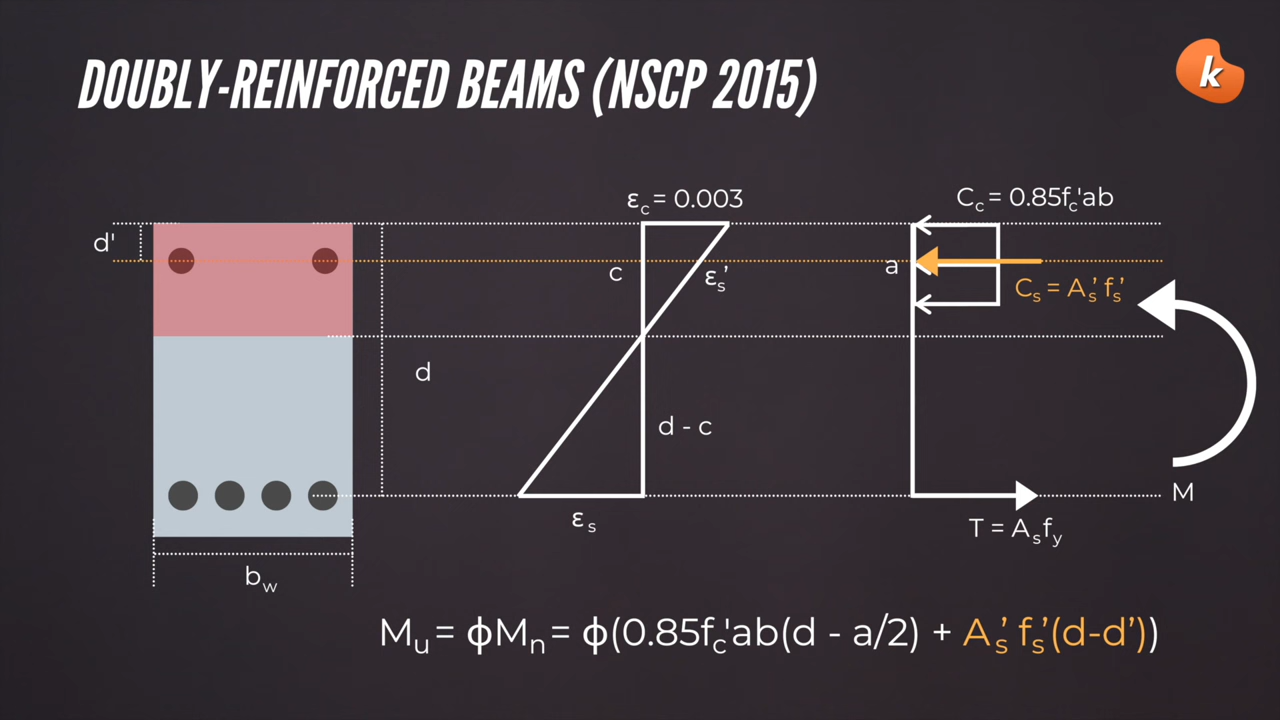 DOUBLY-REINFORCED BEAMS (NSCP 2015)
k
εc = 0.003
Cc = 0.85fc'ab
d'
c
εs’
a
Cs = As’ fs’
d
d - c
M
εs
T = Asfy
bw
Mu = ϕMn = ϕ(0.85fc'ab(d - a/2) + As’ fs’(d-d’))